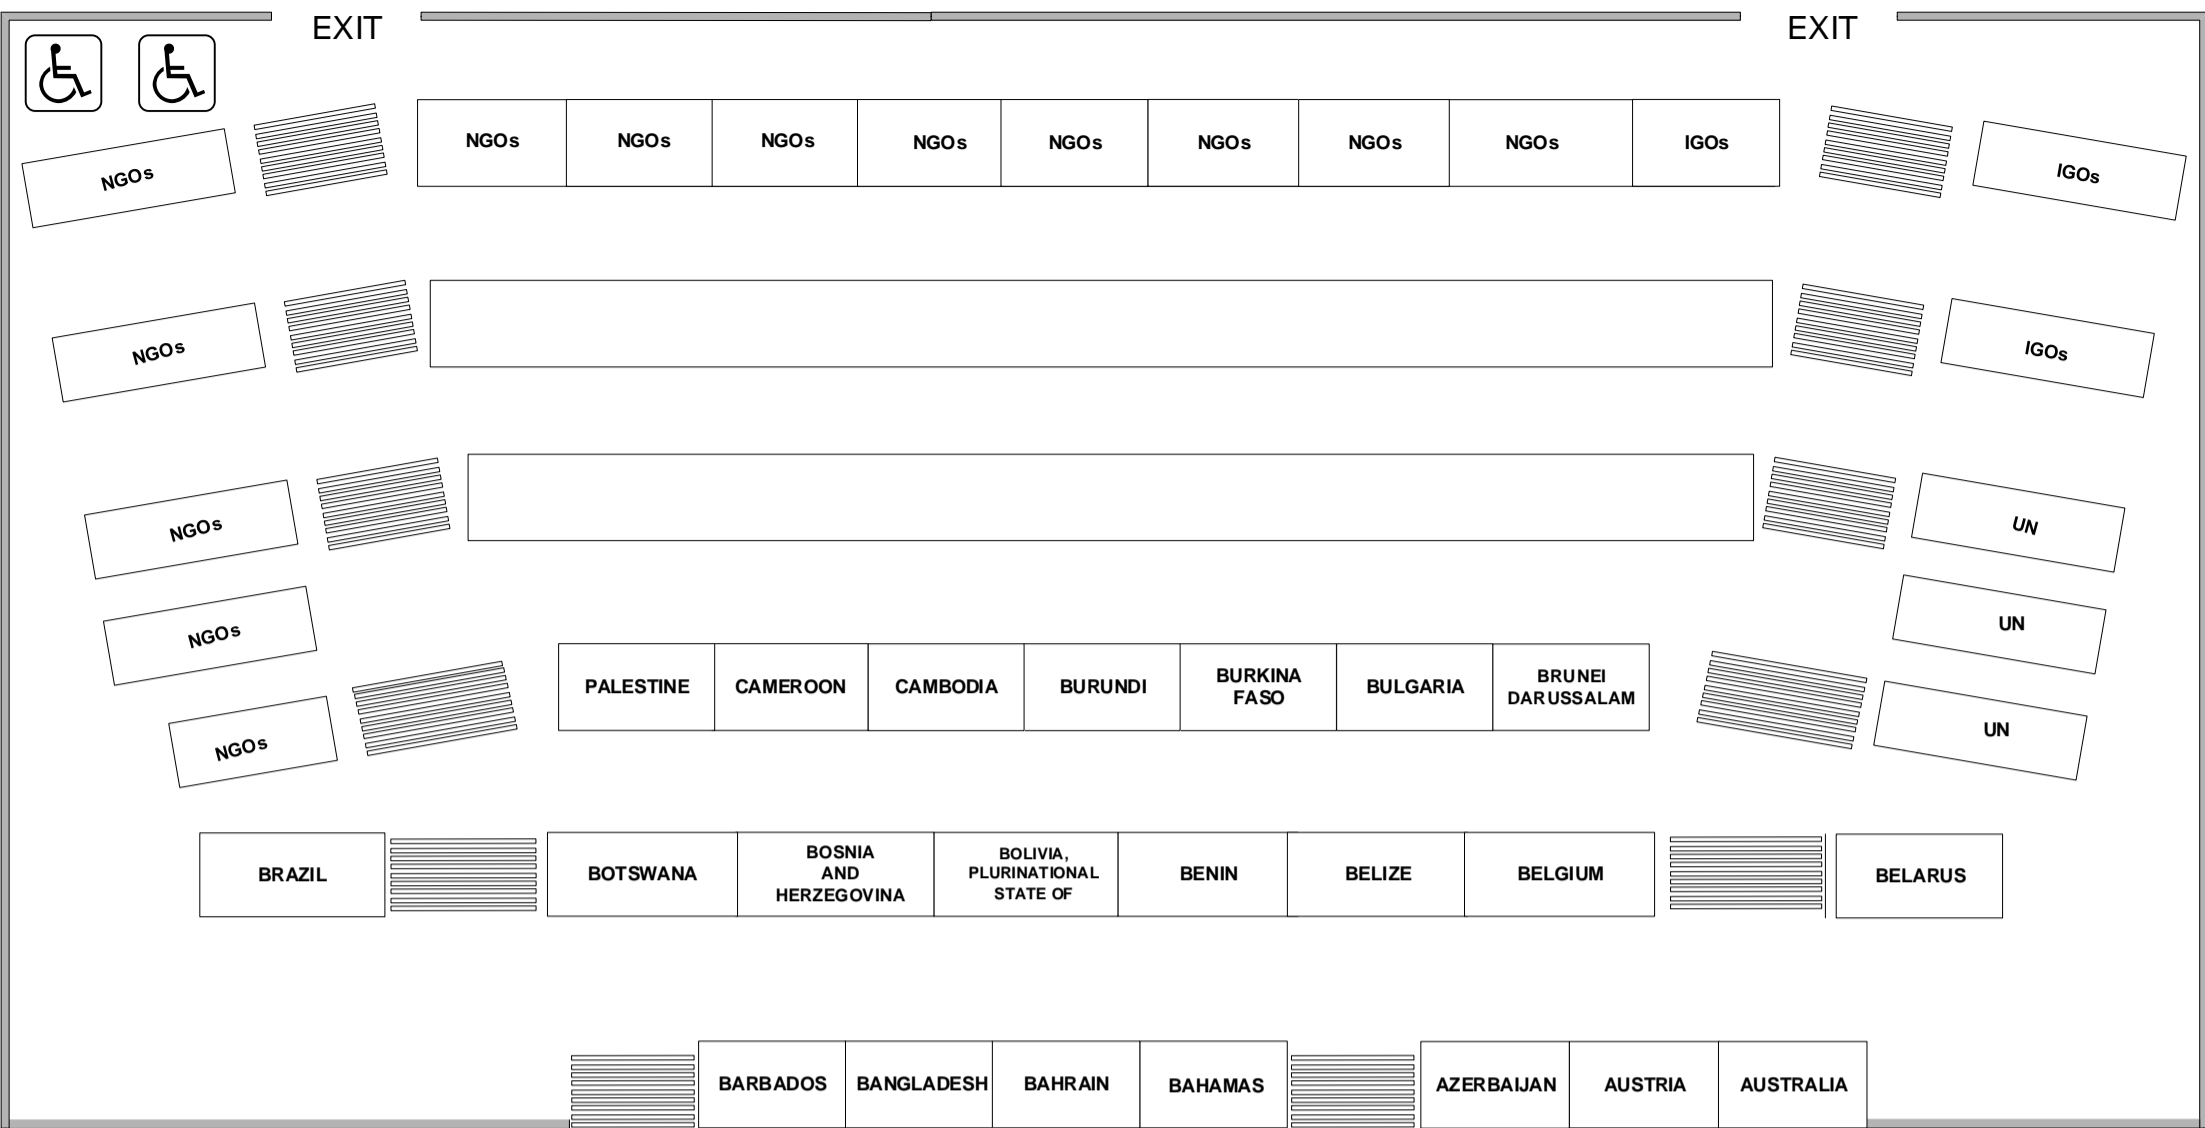 EXIT
EXIT
NGOs
NGOs
NGOs
NGOs
NGOs
NGOs
NGOs
NGOs
NGOs
IGOs
IGOs
NGOs
IGOs
NGOs
UN
NGOs
UN
PALESTINE
CAMEROON
CAMBODIA
BURUNDI
BURKINA
FASO
BULGARIA
BRUNEI
DARUSSALAM
NGOs
UN
BRAZIL
BOTSWANA
BOSNIA
AND
HERZEGOVINA
BOLIVIA,
PLURINATIONAL
STATE OF
BENIN
BELIZE
BELGIUM
BELARUS
BARBADOS
BANGLADESH
BAHRAIN
BAHAMAS
AZERBAIJAN
AUSTRIA
AUSTRALIA